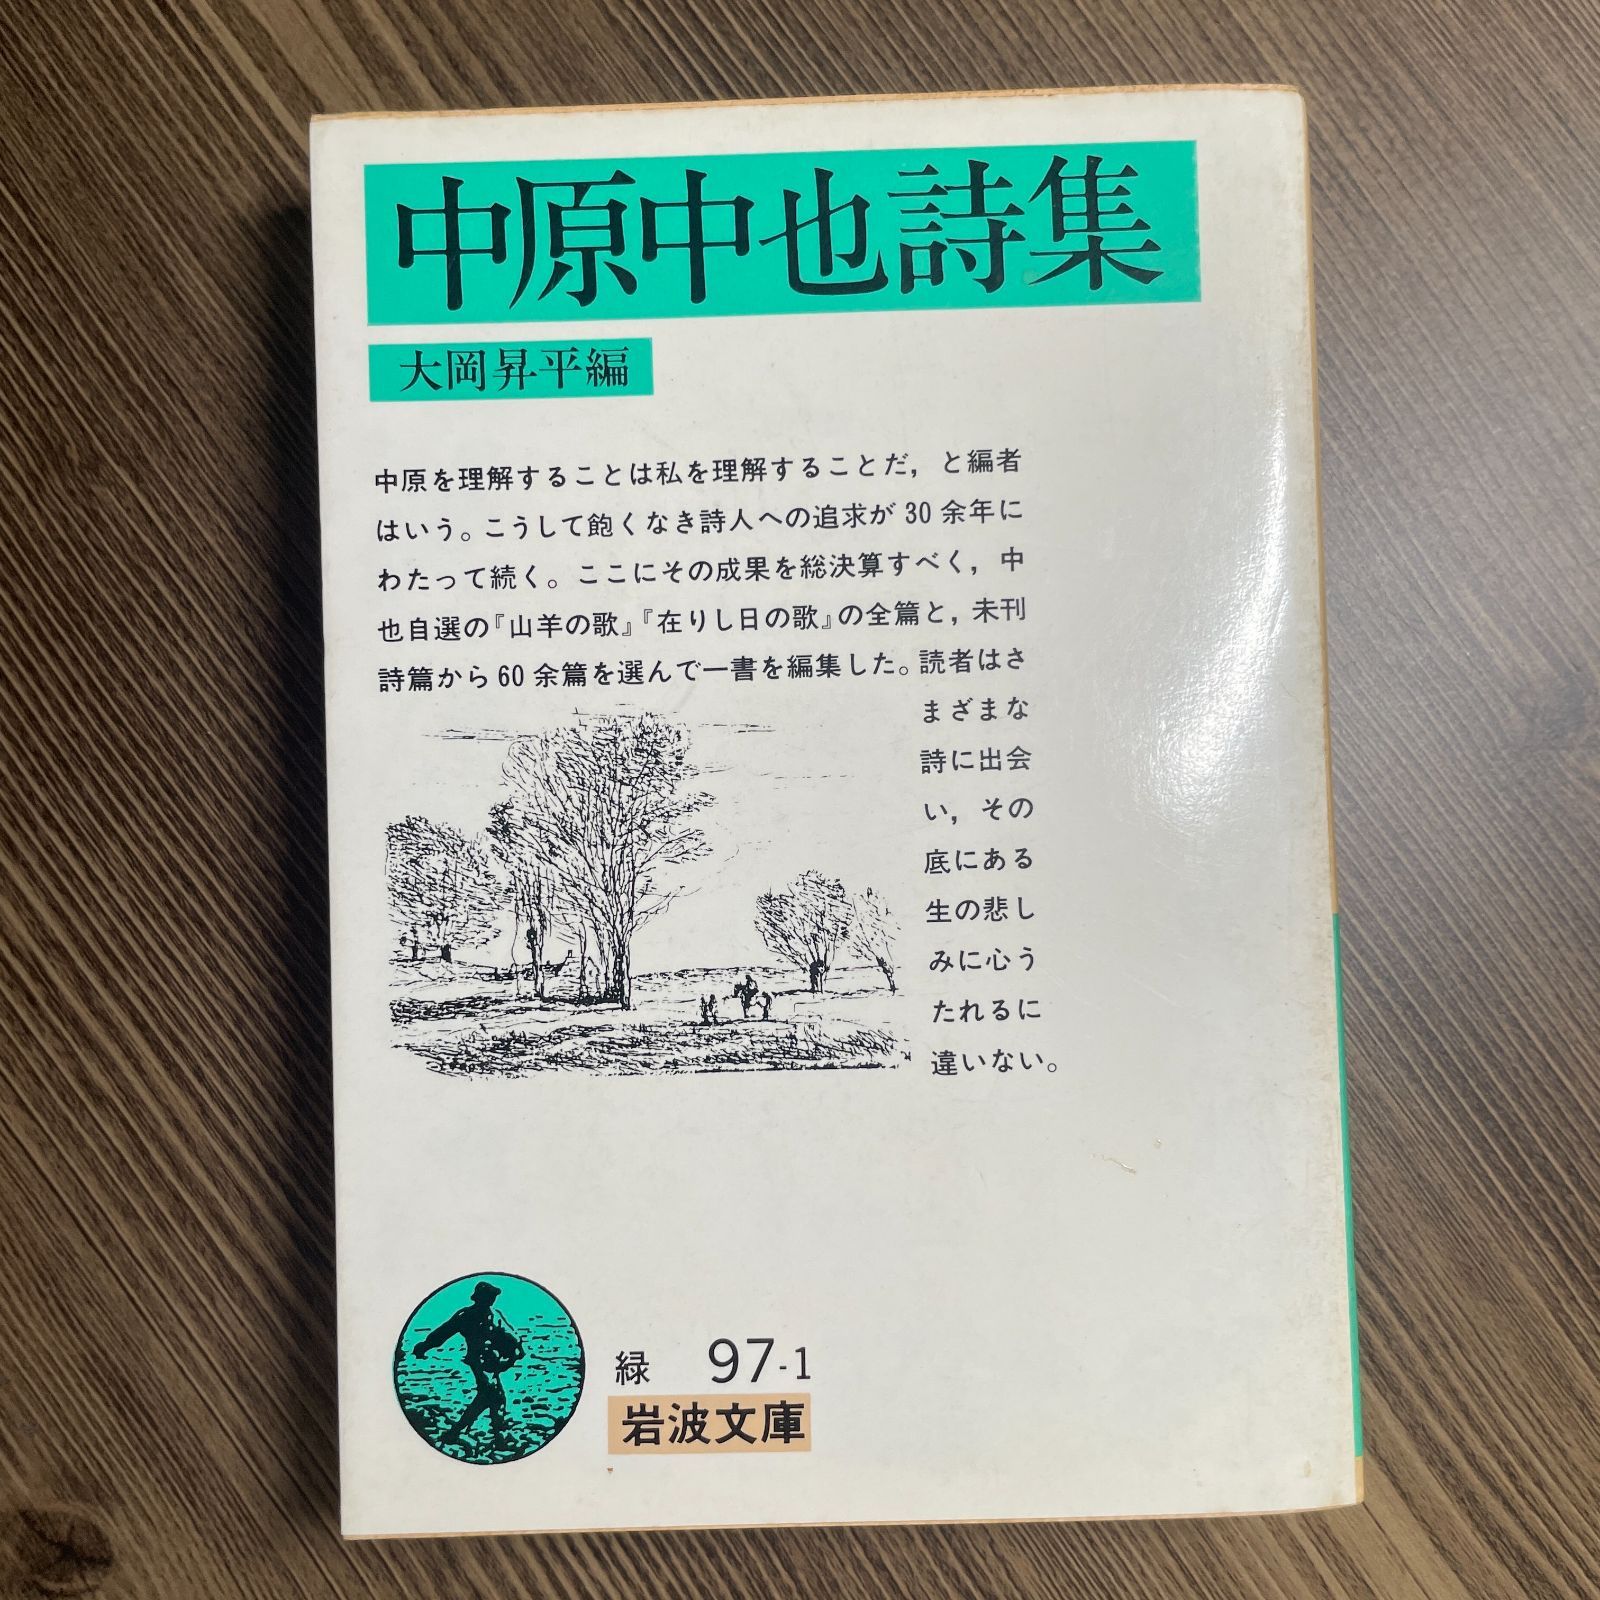 中原中也詩集
大岡昇平編
中原を理解することは私を理解することだ，と編者
はいう。こうして飽くなき詩人への追求が30余年に
わたって続く。ここにその成果を総決算すべく，中
也自選の『山羊の歌』『在りし日の歌』の全篇と，未刊
詩篇から60余篇を選んで一書を編集した。読者はさ
まざまな
詩に出会
い，その
底にある
生の悲し
みに心う
たれるに
違いない。
緑 97-1
岩波文庫